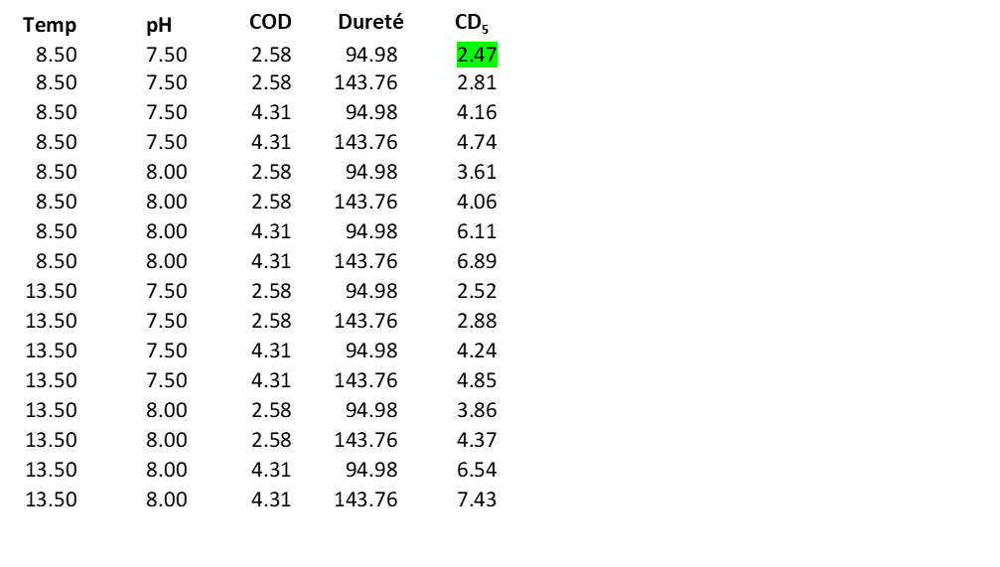 Temp pH COD Dureté CD₅
8.50 7.50 2.58 94.98 2.47
8.50 7.50 2.58 143.76 2.81
8.50 7.50 4.31 94.98 4.16
8.50 7.50 4.31 143.76 4.74
8.50 8.00 2.58 94.98 3.61
8.50 8.00 2.58 143.76 4.06
8.50 8.00 4.31 94.98 6.11
8.50 8.00 4.31 143.76 6.89
13.50 7.50 2.58 94.98 2.52
13.50 7.50 2.58 143.76 2.88
13.50 7.50 4.31 94.98 4.24
13.50 7.50 4.31 143.76 4.85
13.50 8.00 2.58 94.98 3.86
13.50 8.00 2.58 143.76 4.37
13.50 8.00 4.31 94.98 6.54
13.50 8.00 4.31 143.76 7.43